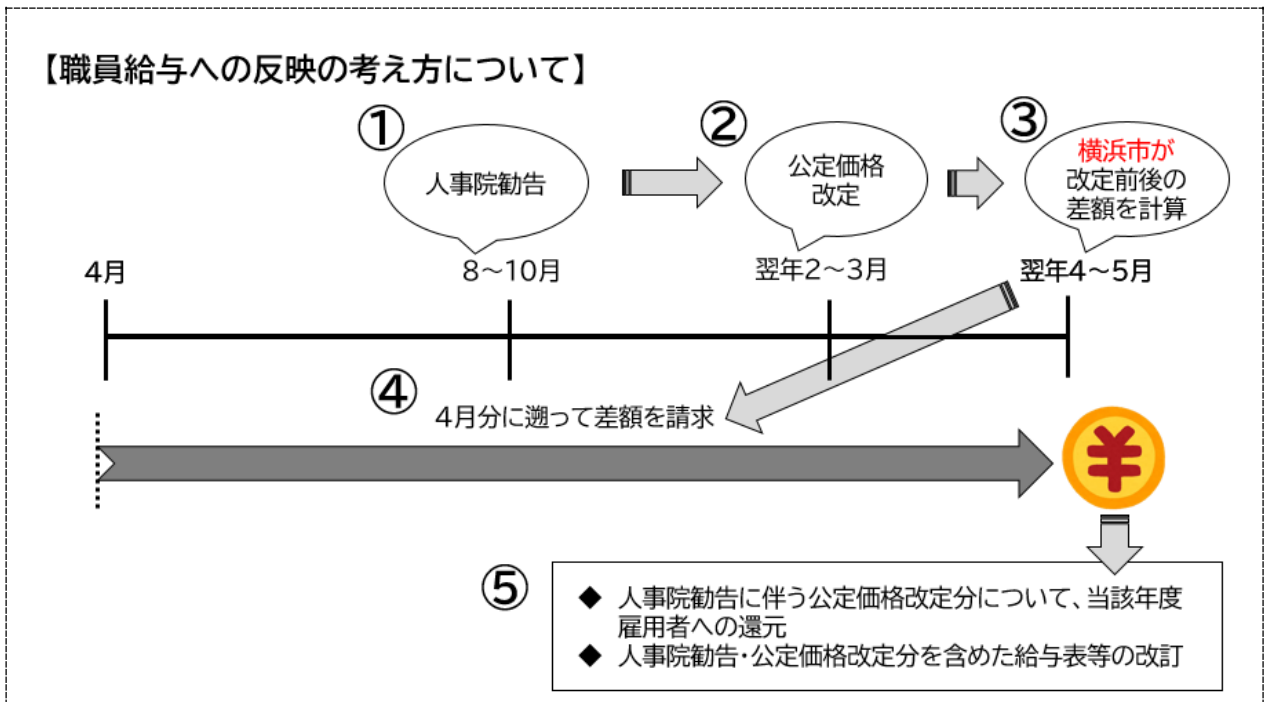 【職員給与への反映の考え方について】
①
人事院勧告
②
公定価格
改定
③
横浜市が
改定前後の
差額を計算
4月
8～10月
翌年2～3月
翌年4～5月
④
4月分に遡って差額を請求
¥
⑤
◆ 人事院勧告に伴う公定価格改定分について、当該年度
雇用者への還元
◆ 人事院勧告・公定価格改定分を含めた給与表等の改訂